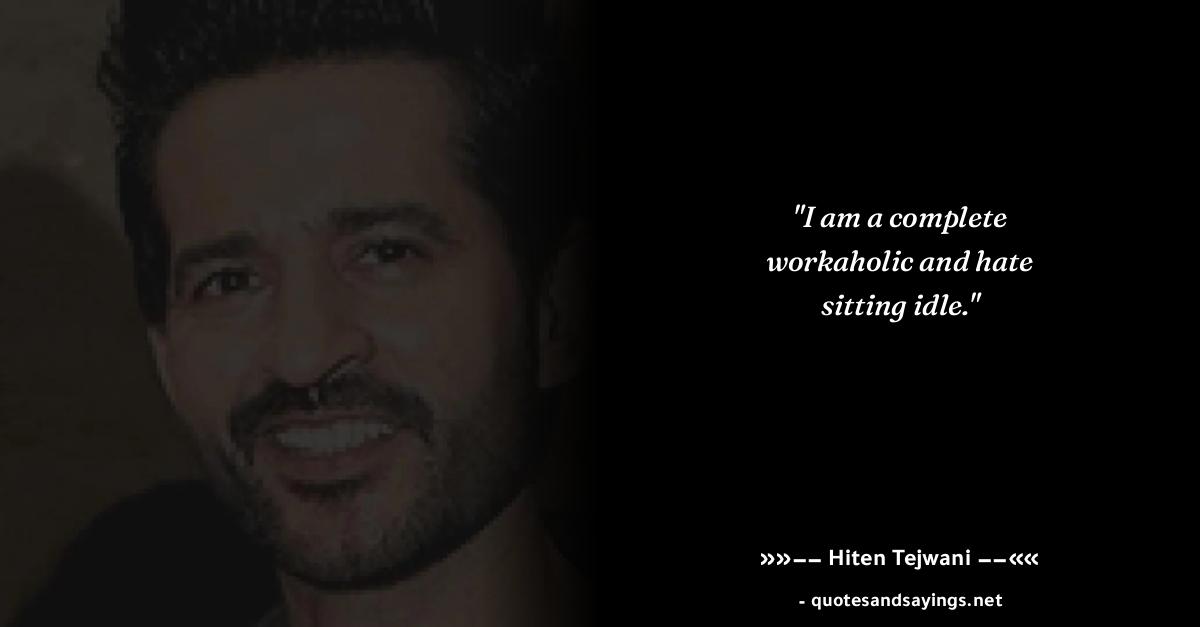 "I am a complete
workaholic and hate
sitting idle."
»»−− Hiten Tejwani −−««
- quotesandsayings.net